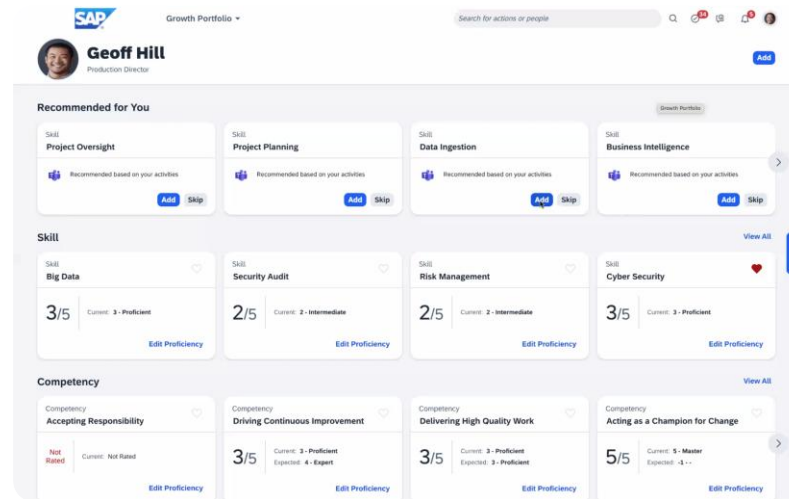 SAP
Growth Portfolio
Search for actions or people
34
5
Geoff Hill
Production Director
Add
Recommended for You
Growth Portfolio
Skill
Project Oversight
Recommended based on your activities
Add Skip
Skill
Project Planning
Recommended based on your activities
Add Skip
Skill
Data Ingestion
Recommended based on your activities
Add Skip
Skill
Business Intelligence
Recommended based on your activities
Add Skip
Skill
View All
Skill
Big Data
3/5
Current: 3 - Proficient
Edit Proficiency
Skill
Security Audit
2/5
Current: 2 - Intermediate
Edit Proficiency
Skill
Risk Management
2/5
Current: 2 - Intermediate
Edit Proficiency
Skill
Cyber Security
3/5
Current: 3 - Proficient
Edit Proficiency
Competency
View All
Competency
Accepting Responsibility
Not
Rated
Current: Not Rated
Edit Proficiency
Competency
Driving Continuous Improvement
3/5
Current: 3 - Proficient
Expected: 4 - Expert
Edit Proficiency
Competency
Delivering High Quality Work
3/5
Current: 3 - Proficient
Expected: 3 - Proficient
Edit Proficiency
Competency
Acting as a Champion for Change
5/5
Current: 5 - Master
Expected: -1 - -
Edit Proficiency